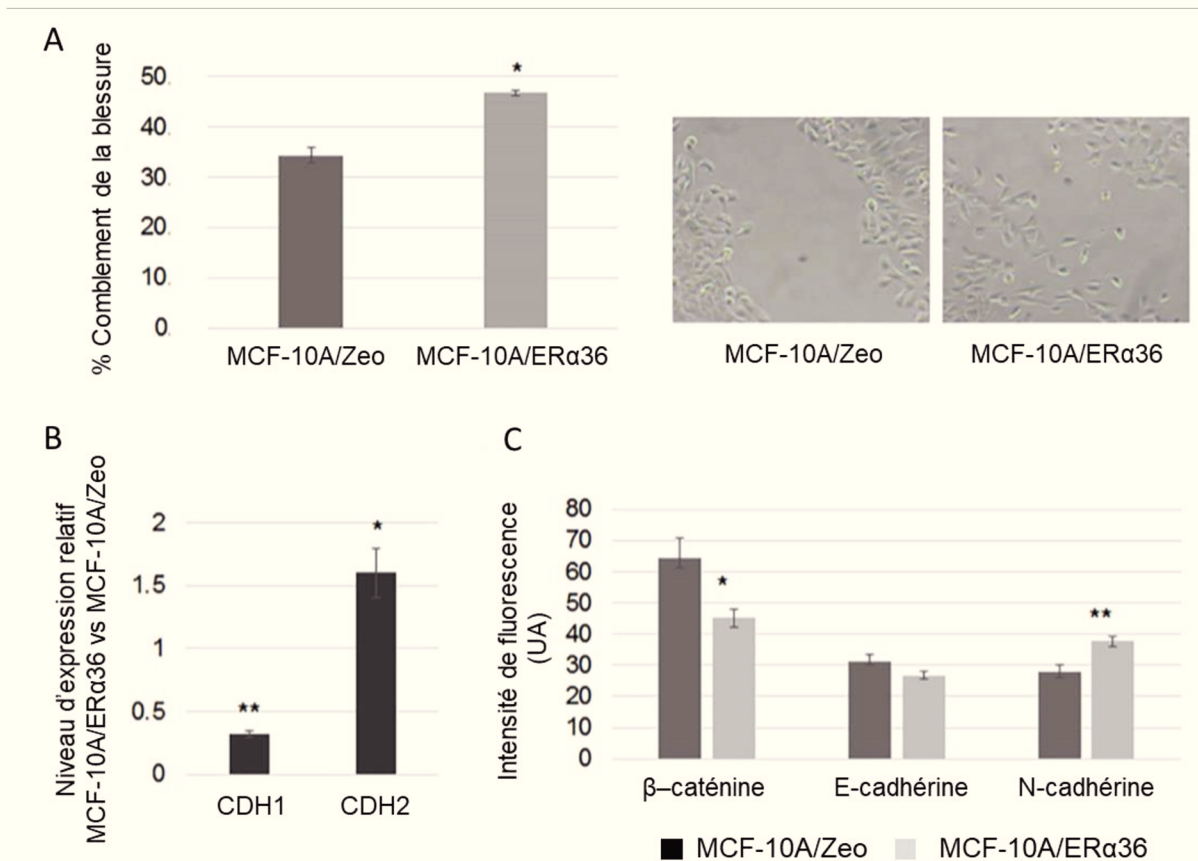 A
% Comblement de la blessure
50
40
30
20
10
0
*
MCF-10A/Zeo
MCF-10A/ERα36
MCF-10A/Zeo
MCF-10A/ERα36
B
Niveau d'expression relatif
MCF-10A/ERα36 vs MCF-10A/Zeo
2
1.5
1
0.5
0
**
*
CDH1
CDH2
C
Intensité de fluorescence
(UA)
80
70
60
50
40
30
20
10
0
*
**
β–caténine
E-cadhérine
N-cadhérine
MCF-10A/Zeo
MCF-10A/ERα36